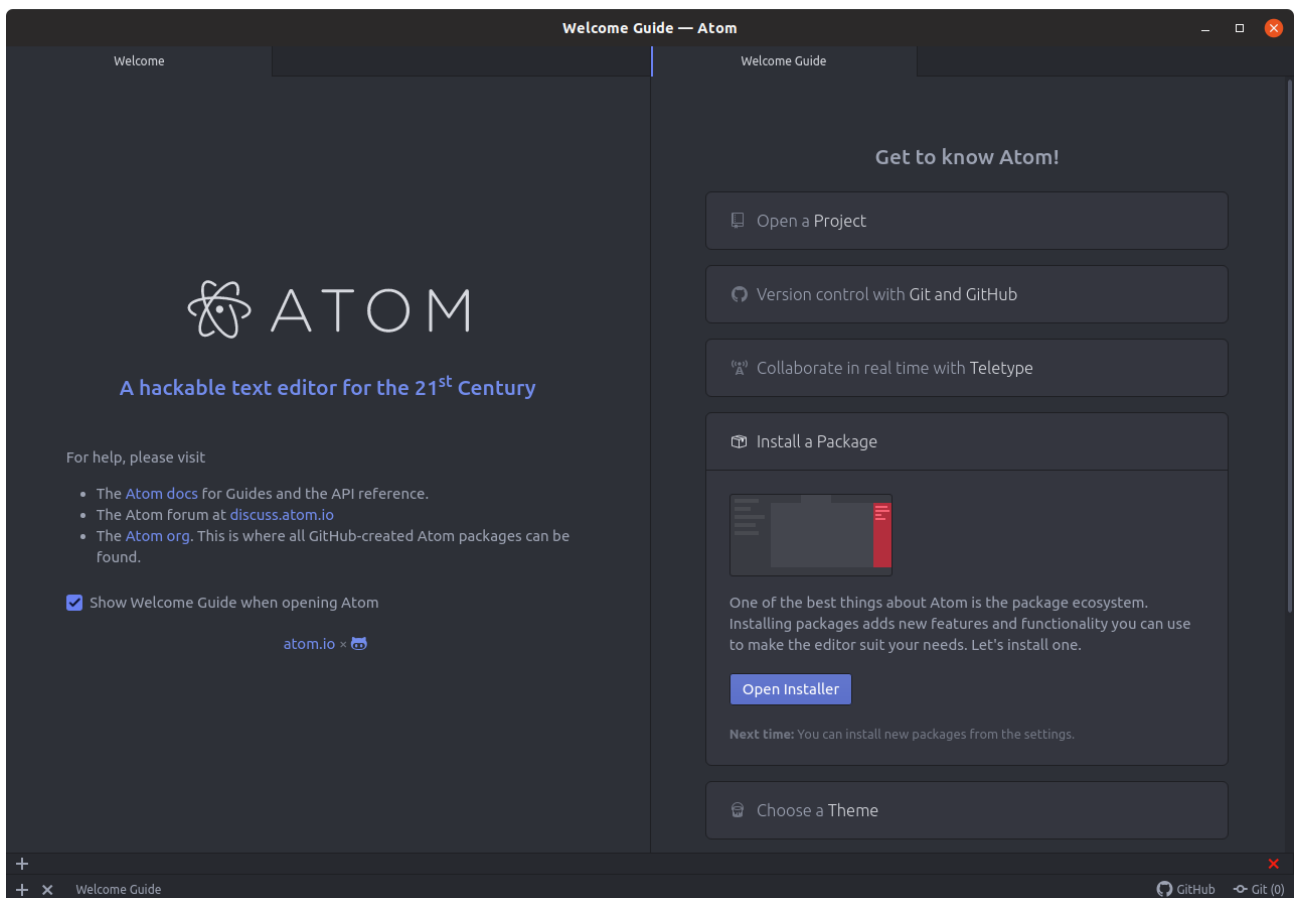 Welcome Guide — Atom
Welcome
Welcome Guide
ATOM
A hackable text editor for the 21st Century
For help, please visit
• The Atom docs for Guides and the API reference.
• The Atom forum at discuss.atom.io
• The Atom org. This is where all GitHub-created Atom packages can be
found.
Show Welcome Guide when opening Atom
atom.io ×
Get to know Atom!
Open a Project
Version control with Git and GitHub
Collaborate in real time with Teletype
Install a Package
One of the best things about Atom is the package ecosystem.
Installing packages adds new features and functionality you can use
to make the editor suit your needs. Let's install one.
Open Installer
Next time: You can install new packages from the settings.
Choose a Theme
Welcome Guide
GitHub
Git (0)